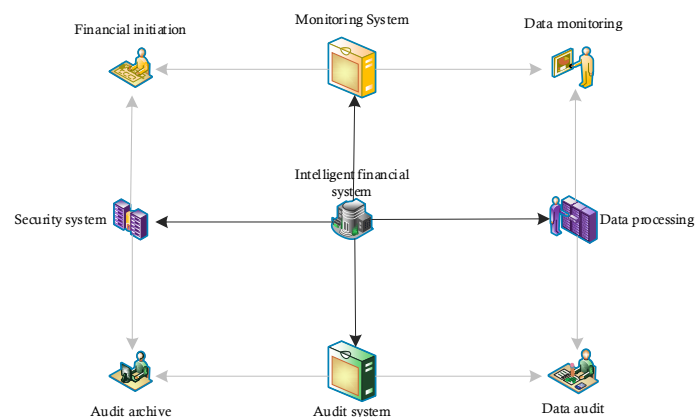 Monitoring System
Financial initiation
Data monitoring
Intelligent financial
system
Security system
Data processing
Audit archive
Audit system
Data audit